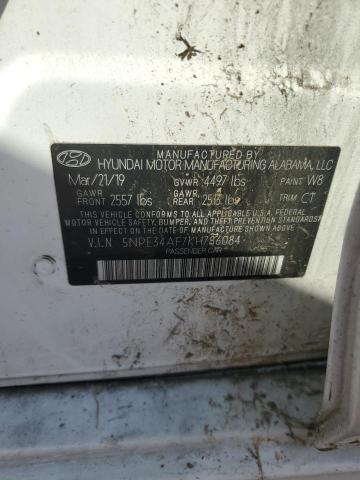 MANUFACTURED BY
HYUNDAI MOTOR MANUFACTURING ALABAMA, LLC
Mar/21/19 GVWR 4497 lbs PAINT W8
GAWR FRONT 2557 lbs GAWR REAR lbs TRIM CT
THIS VEHICLE CONFORMS TO ALL APPLICABLE U.S. FEDERAL
MOTOR VEHICLE SAFETY, BUMPER, AND THEFT PREVENTION STANDARDS
IN EFFECT ON THE DATE OF MANUFACTURE SHOWN ABOVE.
V.I.N 5NPE34AF7KH786084
PASSENGER CAR